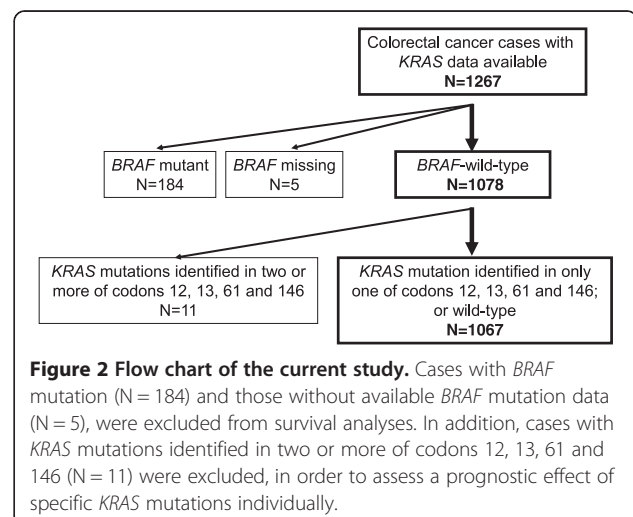 Colorectal cancer cases with
KRAS data available
N=1267
BRAF mutant
N=184
BRAF missing
N=5
BRAF-wild-type
N=1078
KRAS mutations identified in two or
more of codons 12, 13, 61 and 146
N=11
KRAS mutation identified in only
one of codons 12, 13, 61 and 146;
or wild-type
N=1067
Figure 2 Flow chart of the current study. Cases with BRAF
mutation (N = 184) and those without available BRAF mutation data
(N = 5), were excluded from survival analyses. In addition, cases with
KRAS mutations identified in two or more of codons 12, 13, 61 and
146 (N = 11) were excluded, in order to assess a prognostic effect of
specific KRAS mutations individually.